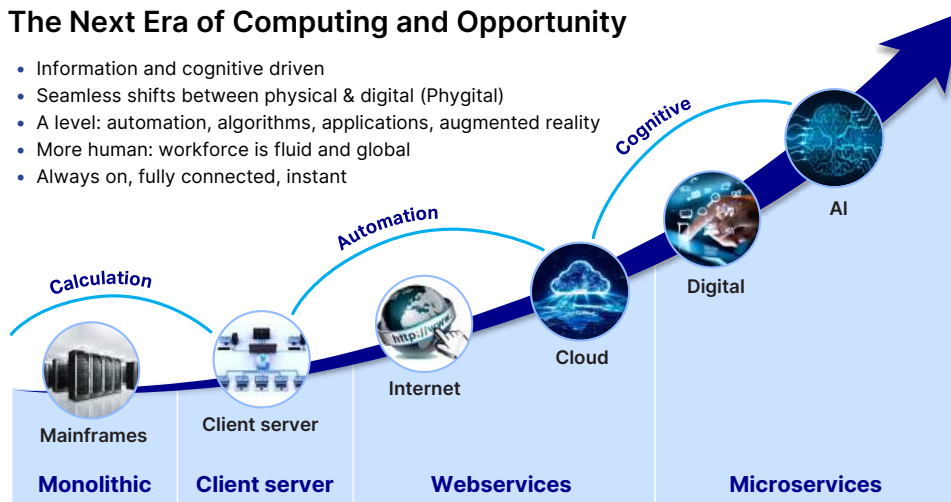 The Next Era of Computing and Opportunity
• Information and cognitive driven
• Seamless shifts between physical & digital (Phygital)
• A level: automation, algorithms, applications, augmented reality
• More human: workforce is fluid and global
• Always on, fully connected, instant
Calculation
Automation
Cognitive
Mainframes
Client server
http://www.
Internet
Cloud
Digital
AI
Monolithic
Client server
Webservices
Microservices